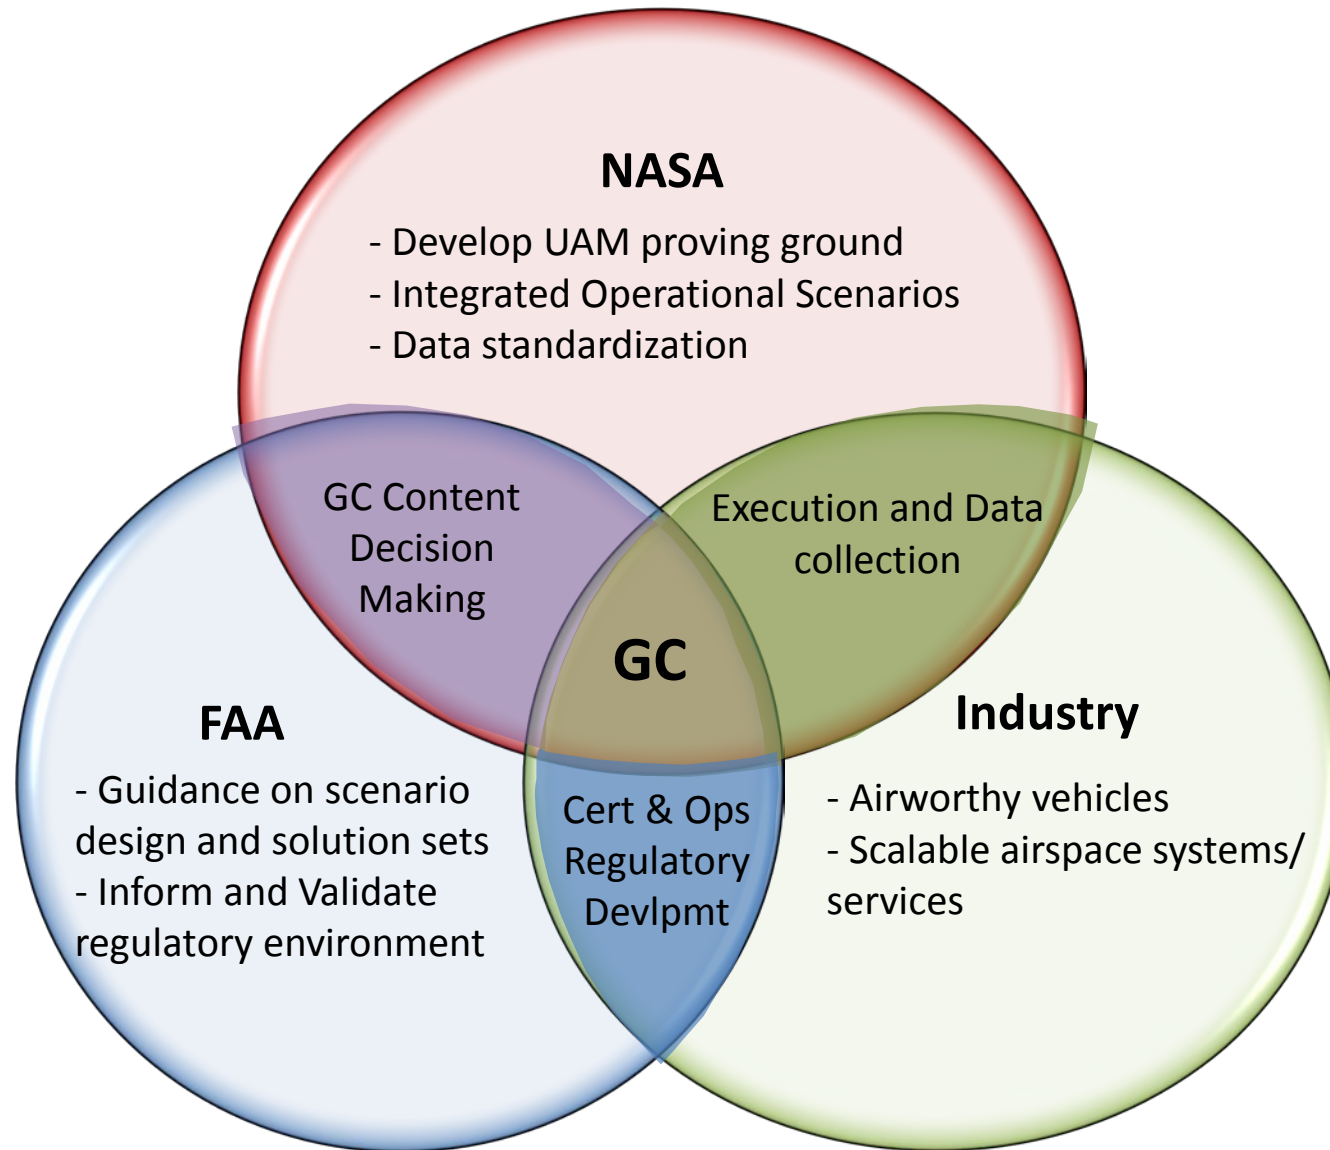 NASA
- Develop UAM proving ground
- Integrated Operational Scenarios
- Data standardization
GC Content
Decision
Making
Execution and Data
collection
GC
FAA
- Guidance on scenario
design and solution sets
- Inform and Validate
regulatory environment
Cert & Ops
Regulatory
Devlpmt
Industry
- Airworthy vehicles
- Scalable airspace systems/
services